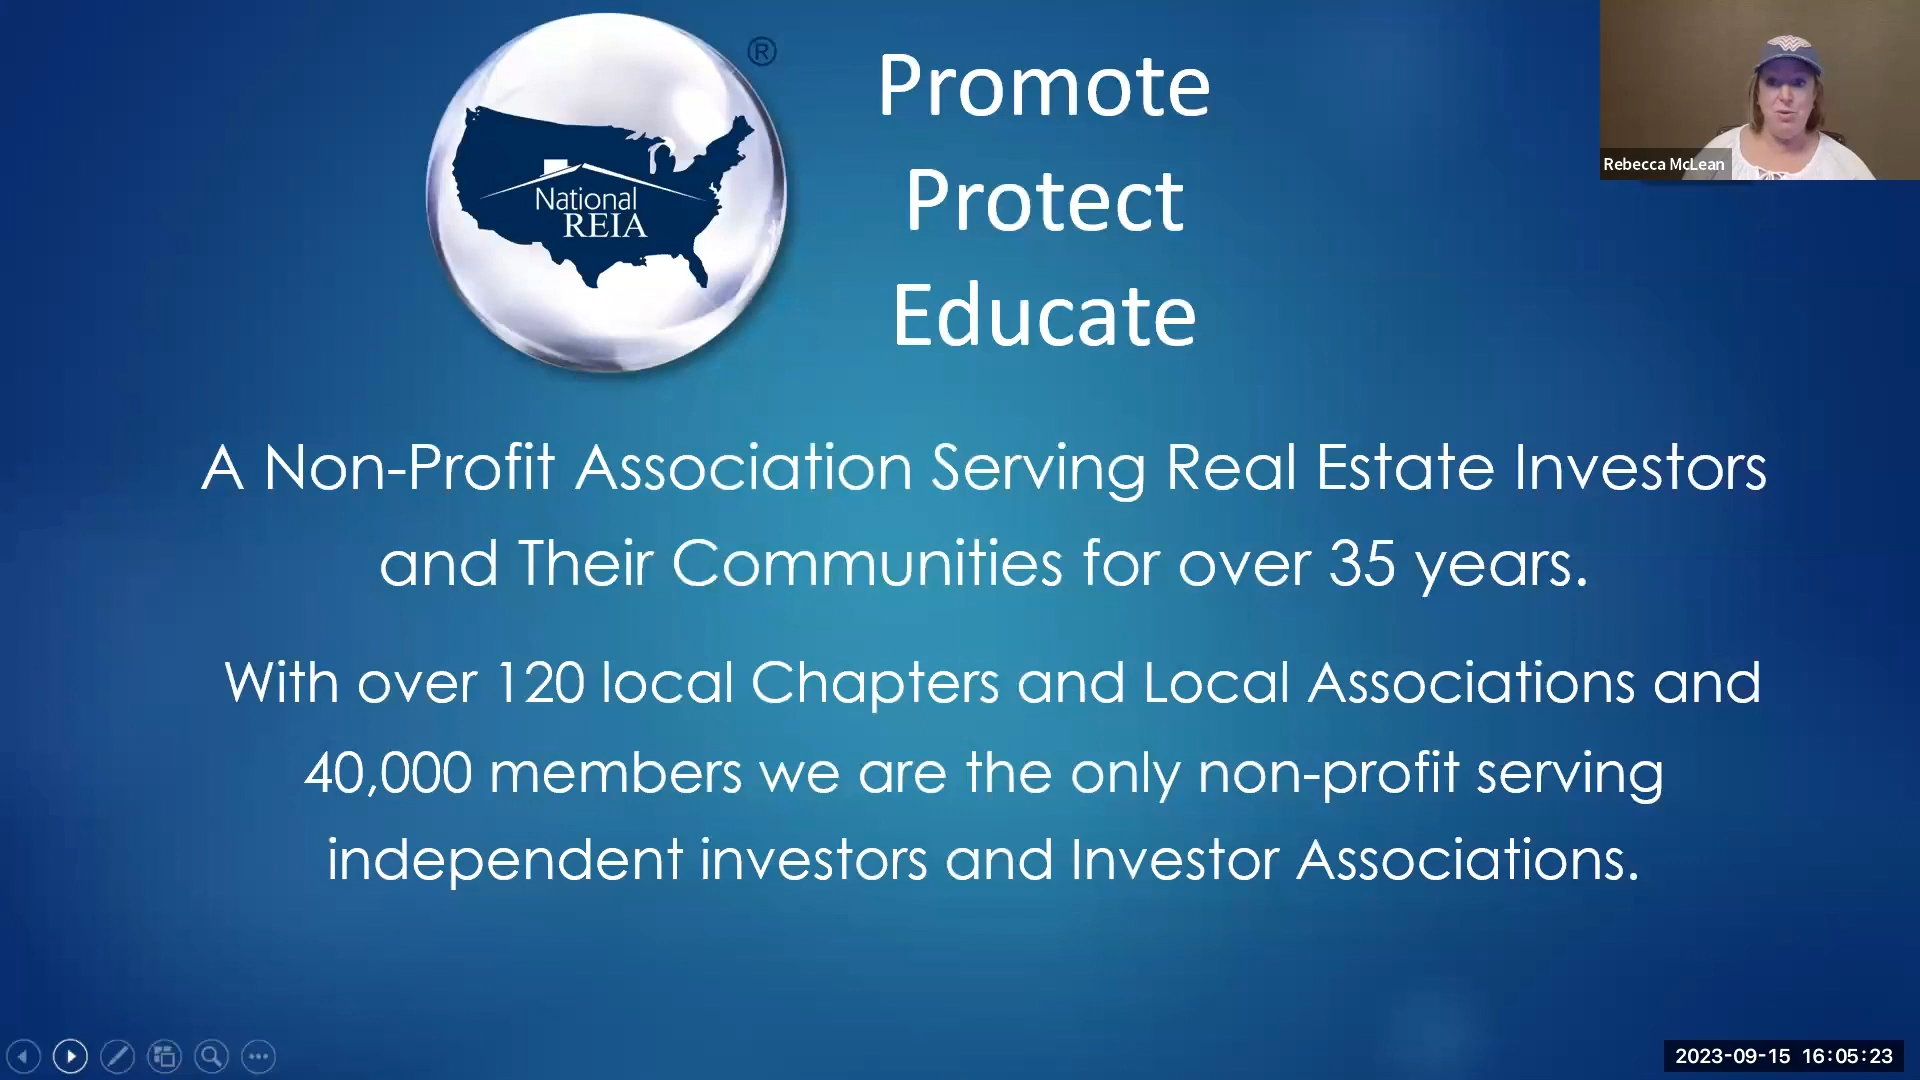 National
REIA
®
Promote
Protect
Educate
Rebecca McLean
A Non-Profit Association Serving Real Estate Investors
and Their Communities for over 35 years.
With over 120 local Chapters and Local Associations and
40,000 members we are the only non-profit serving
independent investors and Investor Associations.
2023-09-15 16:05:23